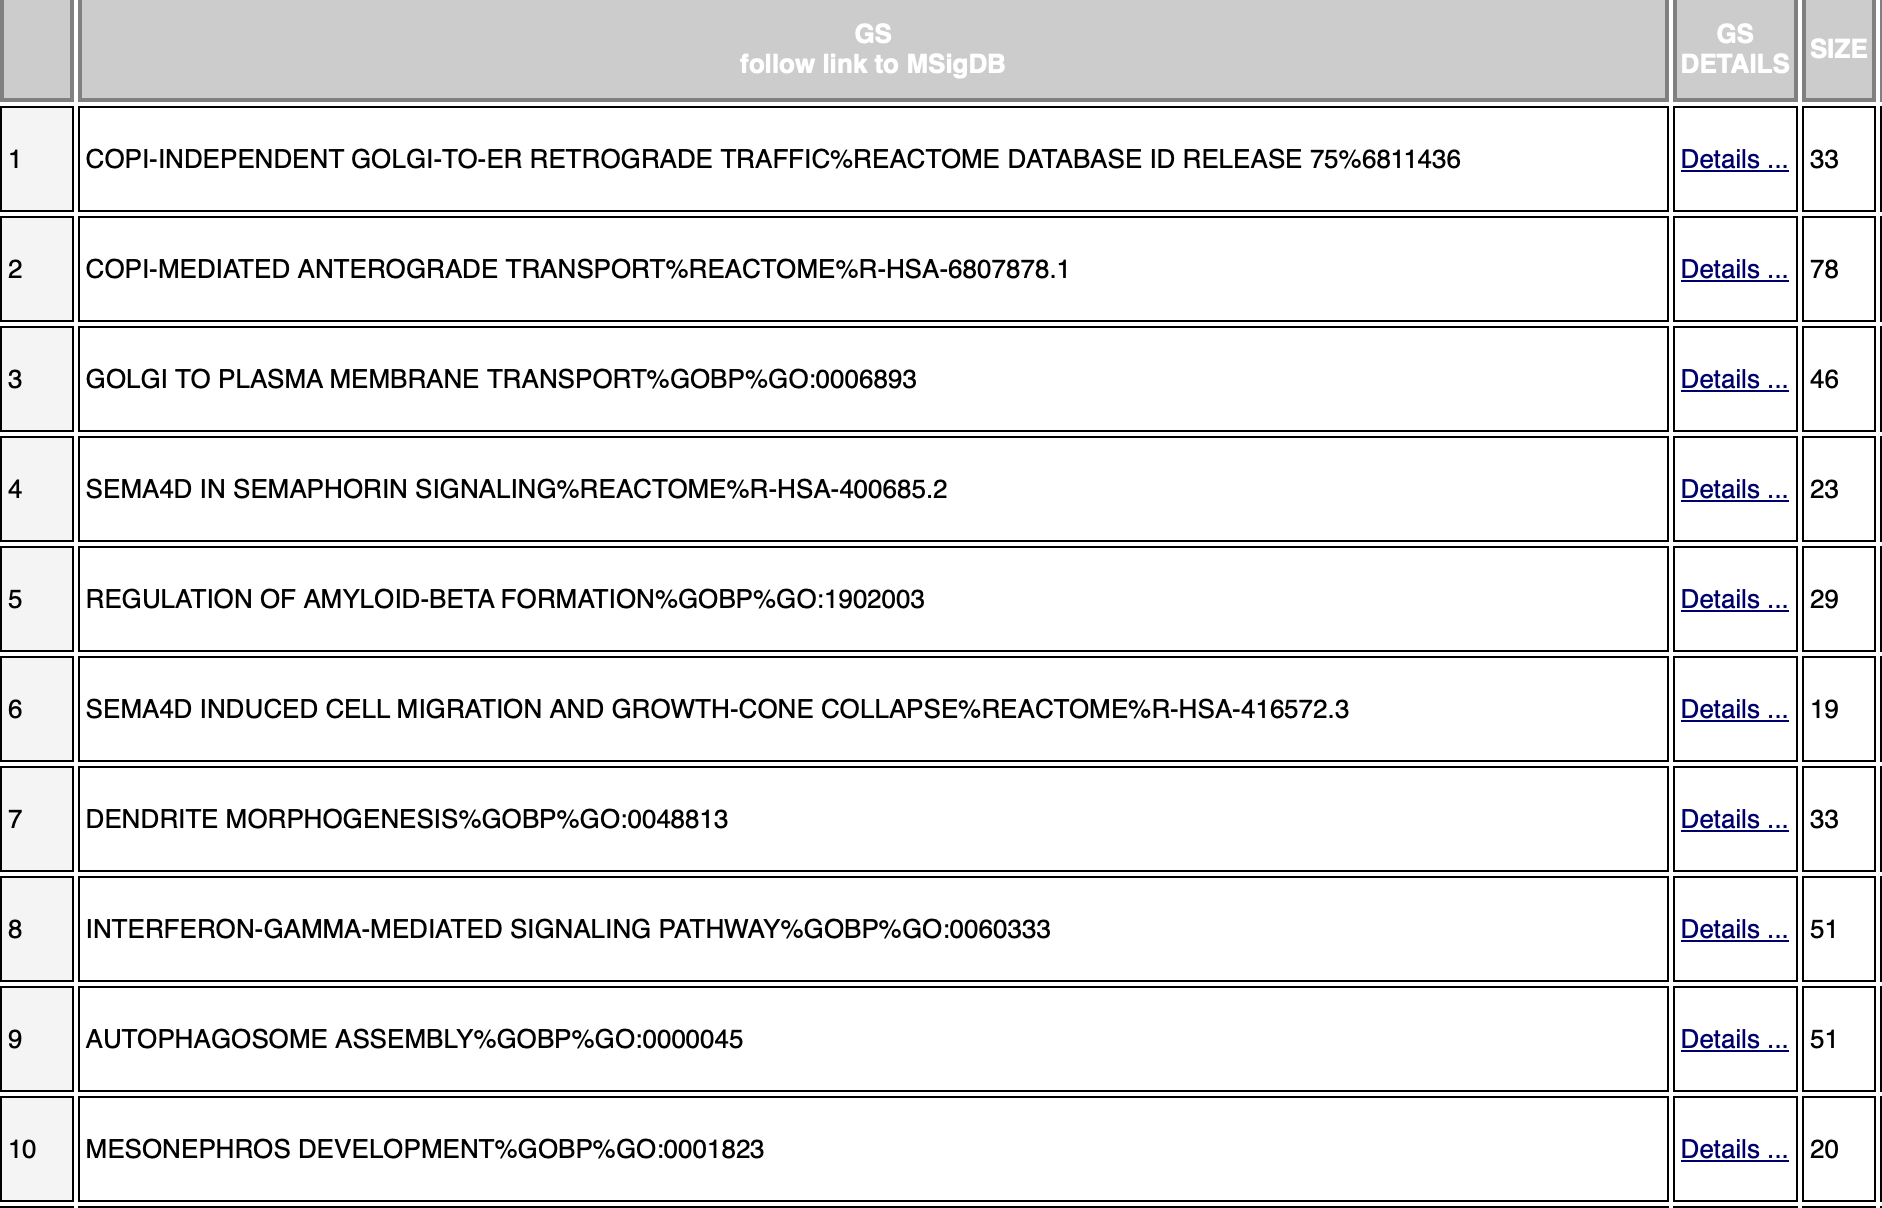 GS
follow link to MSigDB
GS
DETAILS
SIZE
1 COPI-INDEPENDENT GOLGI-TO-ER RETROGRADE TRAFFIC%REACTOME DATABASE ID RELEASE 75%6811436 Details ... 33
2 COPI-MEDIATED ANTEROGRADE TRANSPORT%REACTOME%R-HSA-6807878.1 Details ... 78
3 GOLGI TO PLASMA MEMBRANE TRANSPORT%GOBP%GO:0006893 Details ... 46
4 SEMA4D IN SEMAPHORIN SIGNALING%REACTOME%R-HSA-400685.2 Details ... 23
5 REGULATION OF AMYLOID-BETA FORMATION%GOBP%GO:1902003 Details ... 29
6 SEMA4D INDUCED CELL MIGRATION AND GROWTH-CONE COLLAPSE%REACTOME%R-HSA-416572.3 Details ... 19
7 DENDRITE MORPHOGENESIS%GOBP%GO:0048813 Details ... 33
8 INTERFERON-GAMMA-MEDIATED SIGNALING PATHWAY%GOBP%GO:0060333 Details ... 51
9 AUTOPHAGOSOME ASSEMBLY%GOBP%GO:0000045 Details ... 51
10 MESONEPHROS DEVELOPMENT%GOBP%GO:0001823 Details ... 20